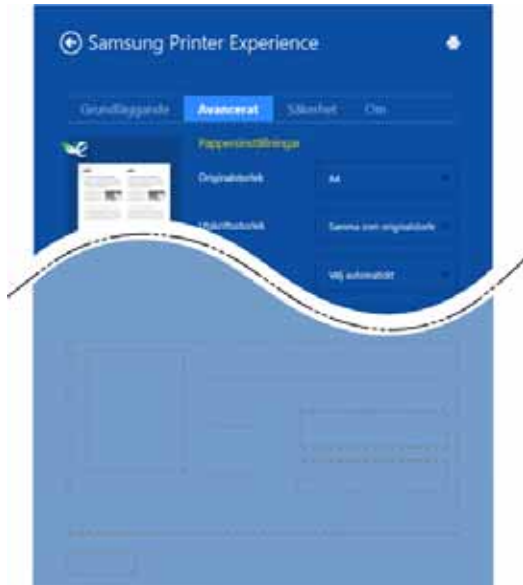 Samsung Printer Experience
Grundläggande Avancerat Säkerhet Om
Pappersinställningar
Originalstorlek A4
Utskriftsstorlek Samma som originalstorle
Välj automatiskt